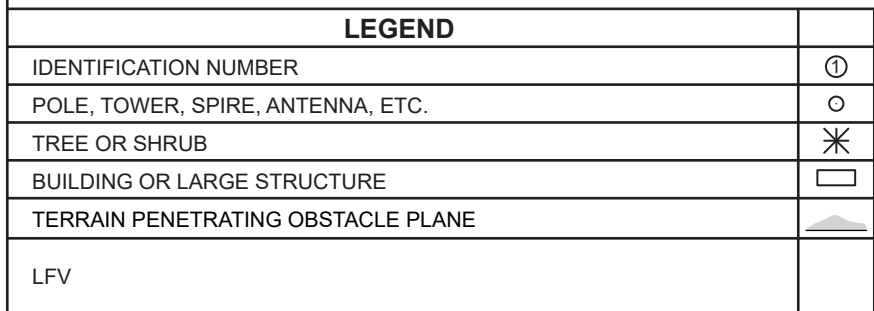 LEGEND
IDENTIFICATION NUMBER 1
POLE, TOWER, SPIRE, ANTENNA, ETC.
TREE OR SHRUB
BUILDING OR LARGE STRUCTURE
TERRAIN PENETRATING OBSTACLE PLANE
LFV